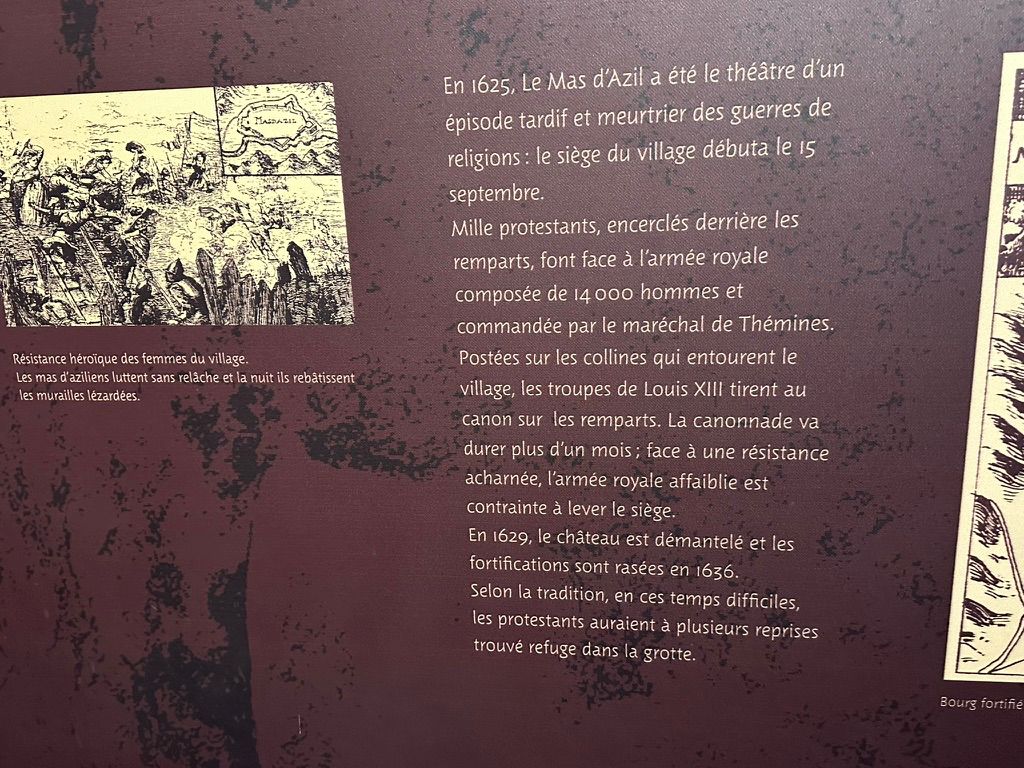 MASDAZIL
Résistance héroïque des femmes du village.
Les mas d'aziliens luttent sans relâche et la nuit ils rebâtissent
les murailles lézardées.
En 1625, Le Mas d'Azil a été le théâtre d'un
épisode tardif et meurtrier des guerres de
religions : le siège du village débuta le 15
septembre.
Mille protestants, encerclés derrière les
remparts, font face à l'armée royale
composée de 14 000 hommes et
commandée par le maréchal de Thémines.
Postées sur les collines qui entourent le
village, les troupes de Louis XIII tirent au
canon sur les remparts. La canonnade va
durer plus d'un mois ; face à une résistance
acharnée, l'armée royale affaiblie est
contrainte à lever le siège.
En 1629, le château est démantelé et les
fortifications sont rasées en 1636.
Selon la tradition, en ces temps difficiles,
les protestants auraient à plusieurs reprises
trouvé refuge dans la grotte.
Bourg fortifié